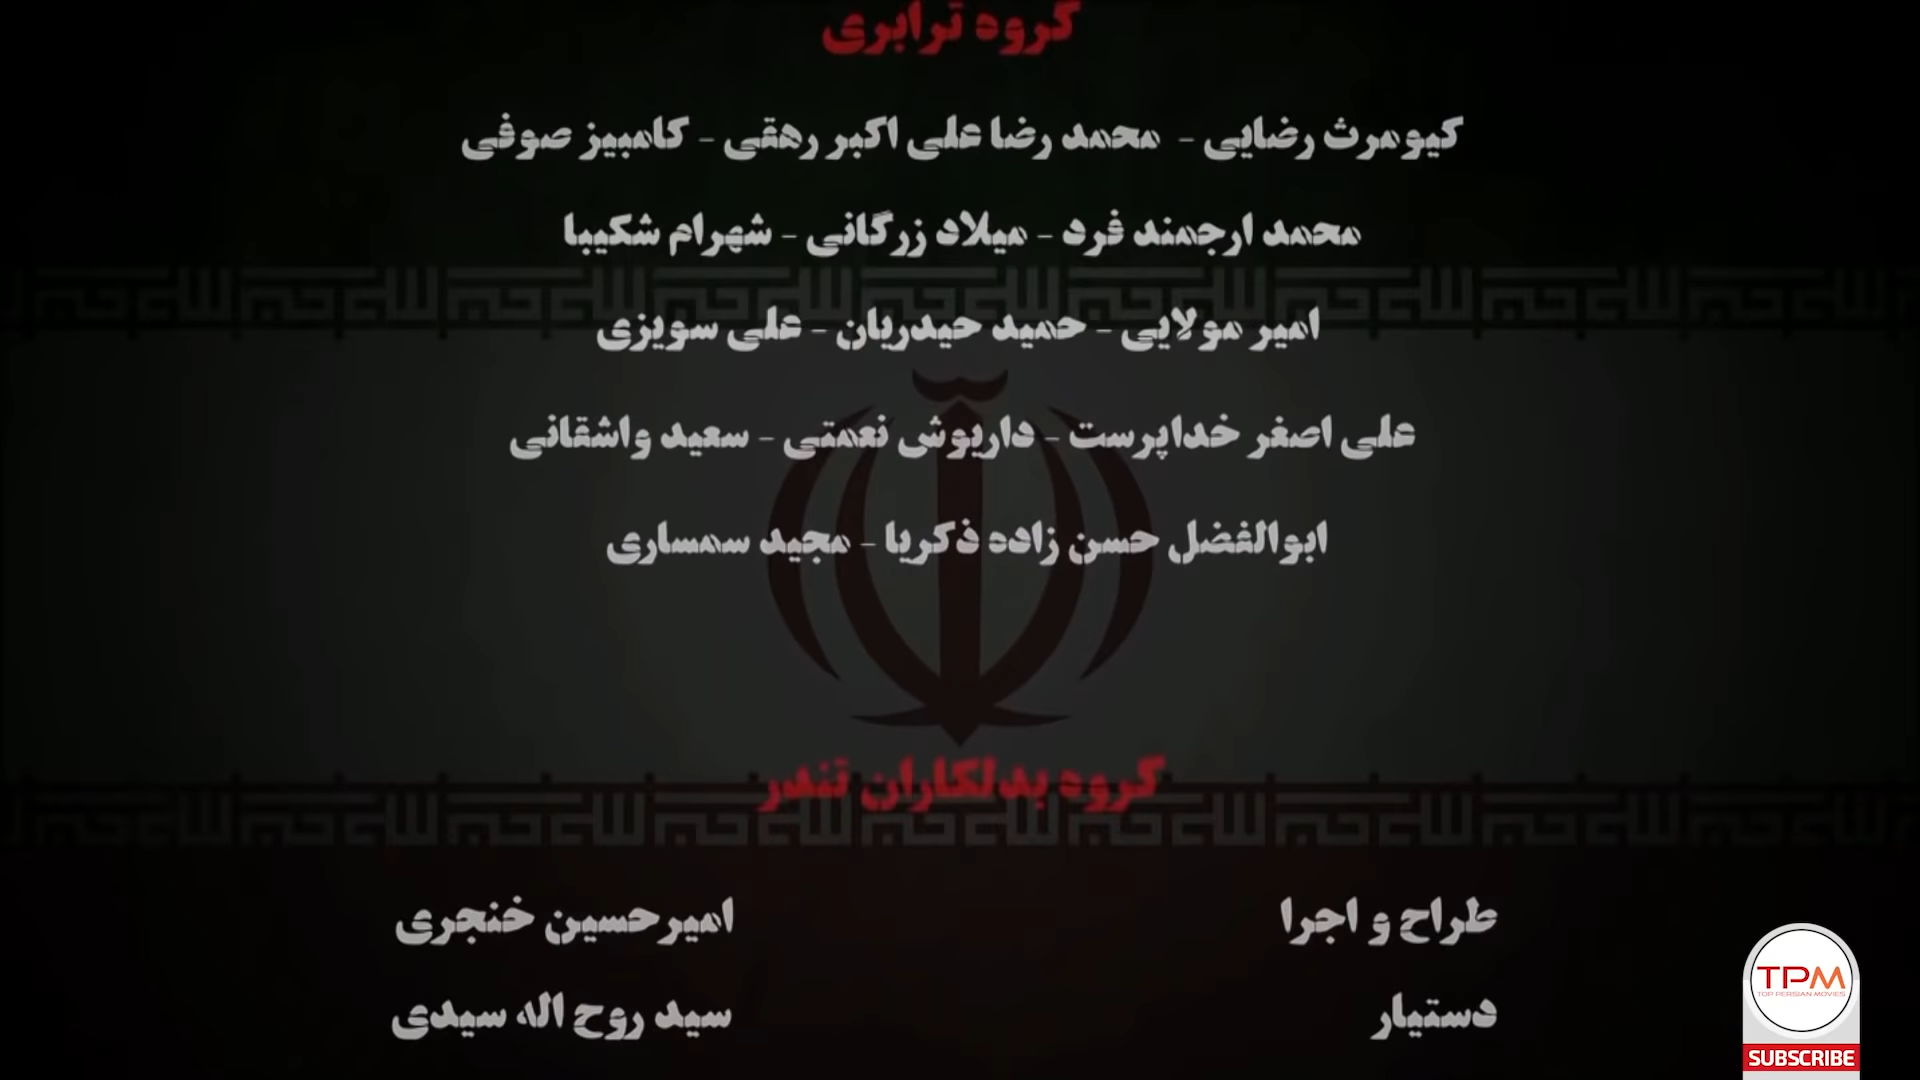 گروه ترابری
کیومرث رضایی - محمد رضا علی اکبر رهقی - کامبیز صوفی
محمد ارجمند فرد - میلاد زرگانی - شهرام شکیبا
امیر مولایی - حمید حیدریان - علی سویزی
علی اصغر خداپرست - داریوش نعمتی - سعید واشقانی
ابوالفضل حسن زاده ذکریا - مجید سمساری
گروه بدلکاران تندر
طراح و اجرا امیرحسین خنجری
دستیار سید روح اله سیدی
TPM
TOP PERSIAN MOVIES
SUBSCRIBE